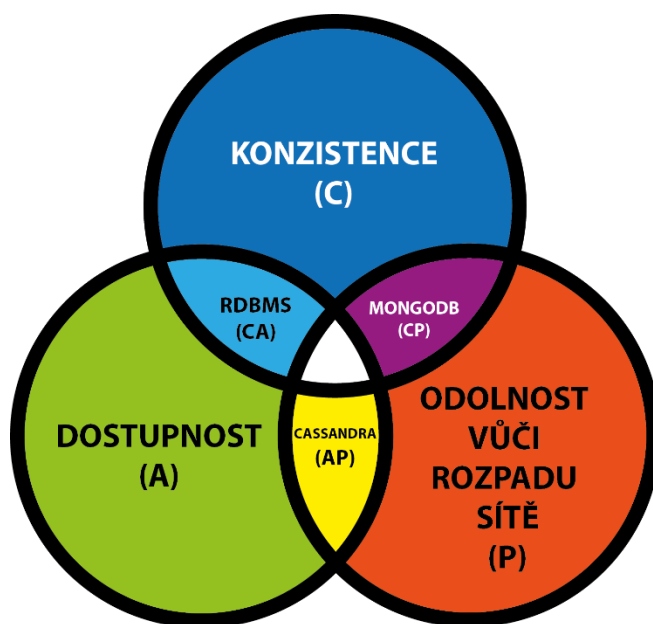 KONZISTENCE
(C)
RDBMS
(CA)
MONGODB
(CP)
DOSTUPNOST
(A)
CASSANDRA
(AP)
ODOLNOST
VŮČI
ROZPADU
SÍTĚ
(P)